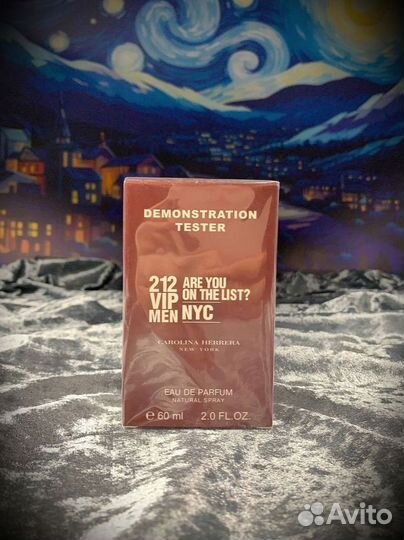 DEMONSTRATION
TESTER
212 ARE YOU
VIP ON THE LIST?
MEN NYC
CAROLINA HERRERA
NEW YORK
EAU DE PARFUM
NATURAL SPRAY
℮ 60 ml 2.0 FL.OZ.
Avito